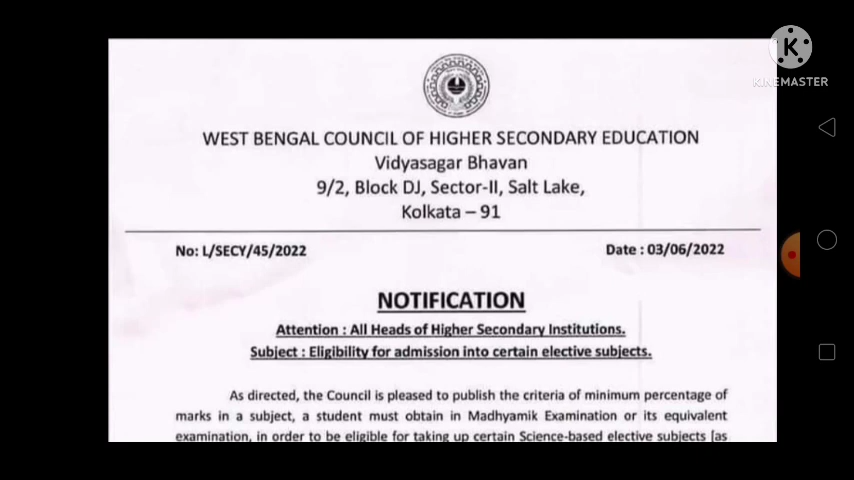 WEST BENGAL COUNCIL OF HIGHER SECONDARY EDUCATION
Vidyasagar Bhavan
9/2, Block DJ, Sector-II, Salt Lake,
Kolkata – 91
No: L/SECY/45/2022 Date : 03/06/2022
NOTIFICATION
Attention : All Heads of Higher Secondary Institutions.
Subject : Eligibility for admission into certain elective subjects.
As directed, the Council is pleased to publish the criteria of minimum percentage of
marks in a subject, a student must obtain in Madhyamik Examination or its equivalent
examination, in order to be eligible for taking up certain Science-based elective subjects [as
K
KINEMASTER